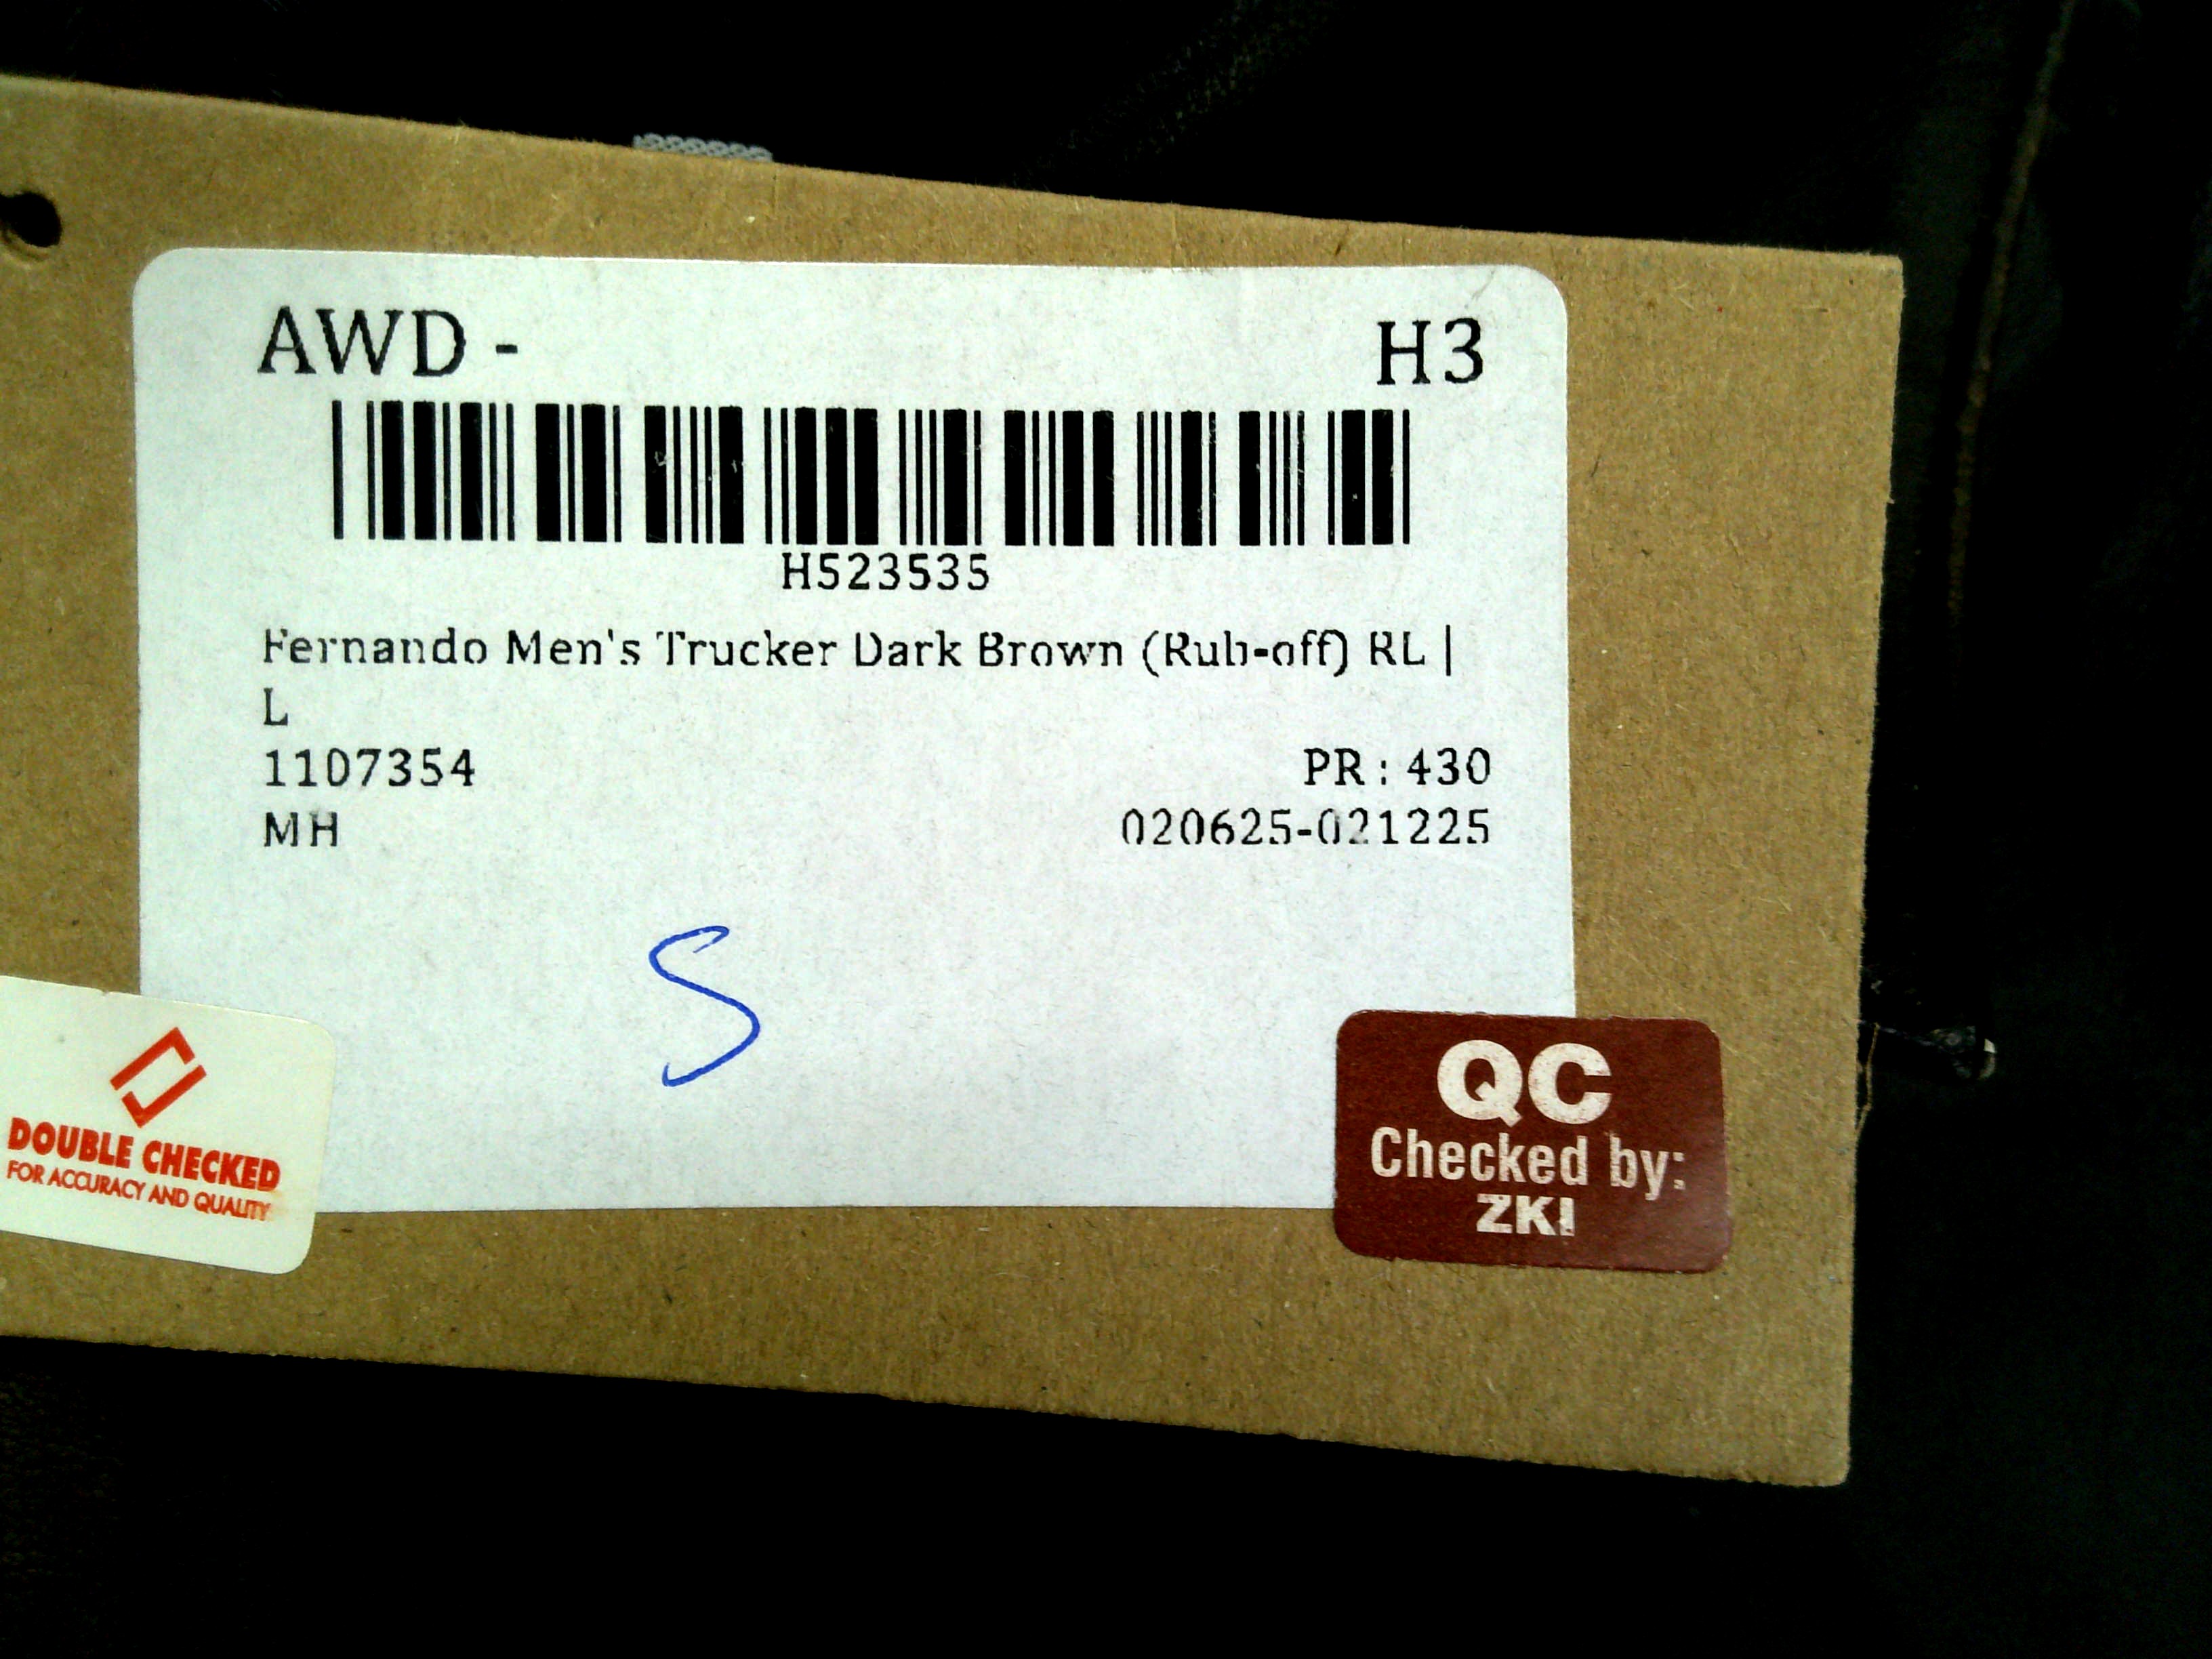 AWD - H3
H523535
Fernando Men's Trucker Dark Brown (Rub-off) RL |
L
1107354 PR : 430
MH 020625-021225
S
DOUBLE CHECKED
FOR ACCURACY AND QUALITY
QC
Checked by:
ZKI